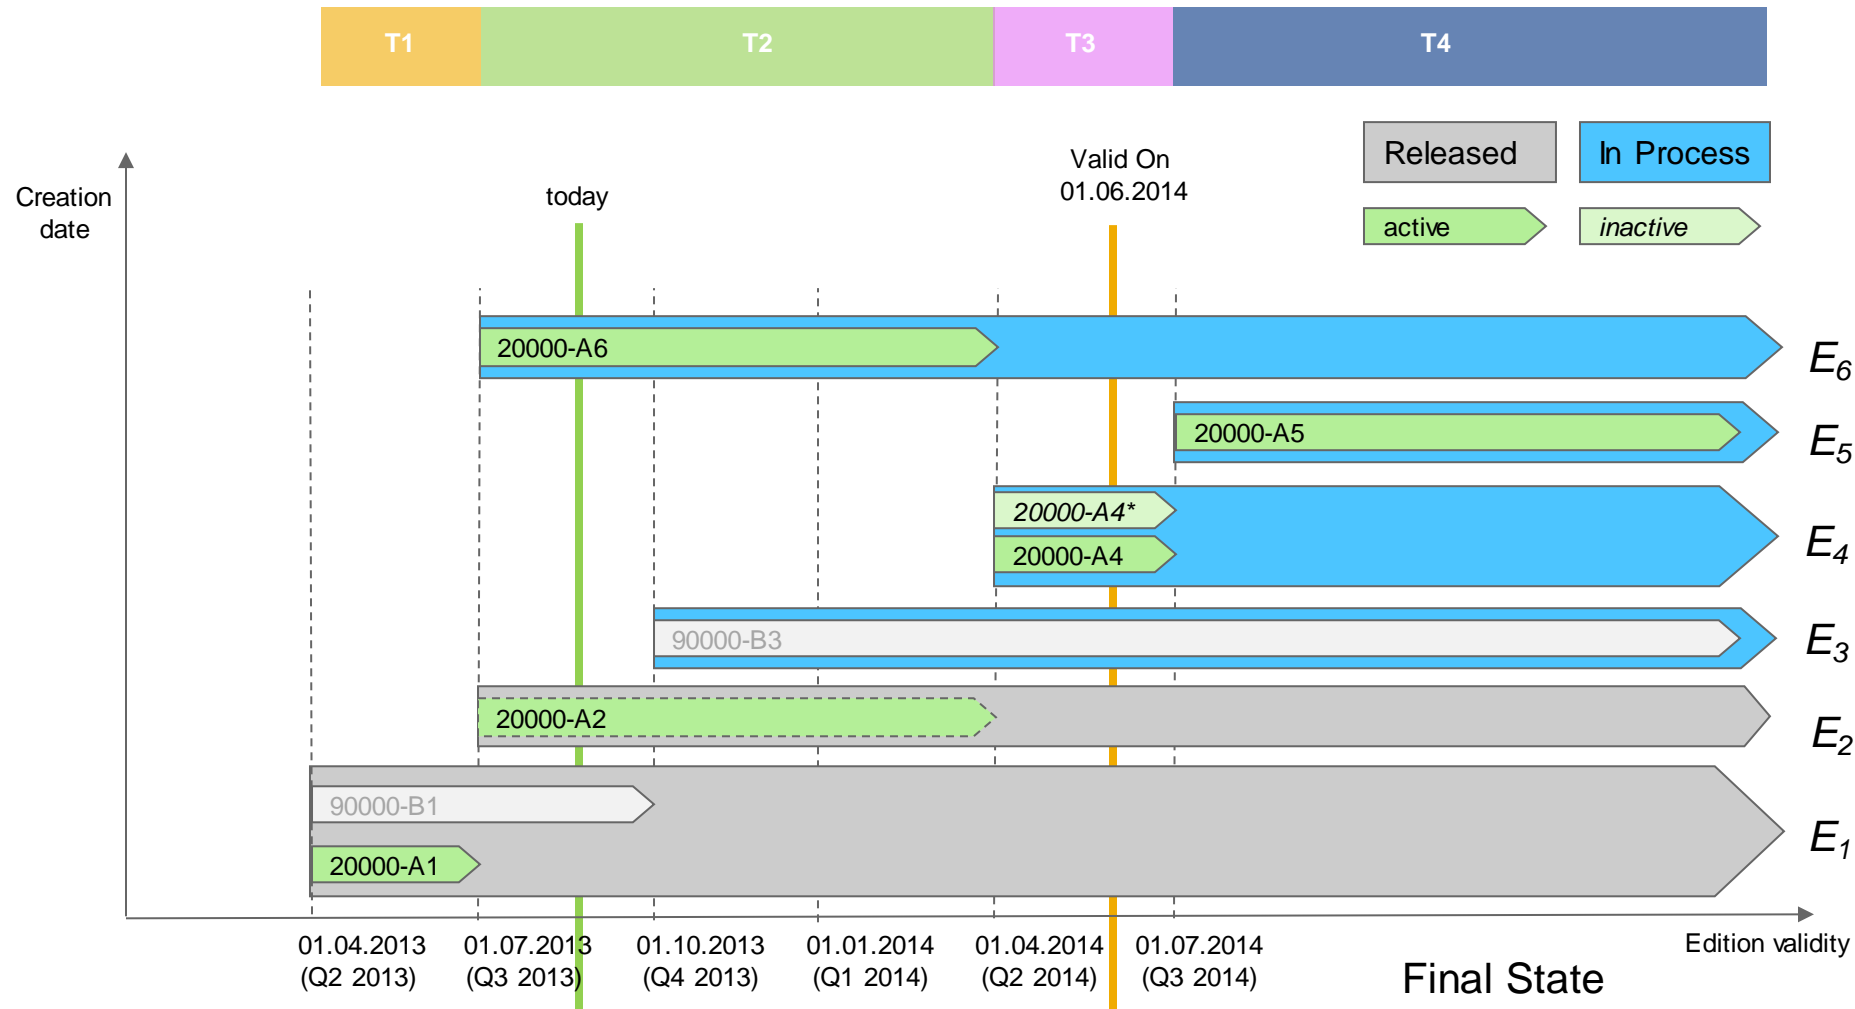 T1
T2
T3
T4
Released
In Process
active
inactive
Creation
date
today
Valid On
01.06.2014
20000-A6
E6
20000-A5
E5
20000-A4*
20000-A4
E4
90000-B3
E3
20000-A2
E2
90000-B1
20000-A1
E1
01.04.2013
(Q2 2013)
01.07.2013
(Q3 2013)
01.10.2013
(Q4 2013)
01.01.2014
(Q1 2014)
01.04.2014
(Q2 2014)
01.07.2014
(Q3 2014)
Edition validity
Final State